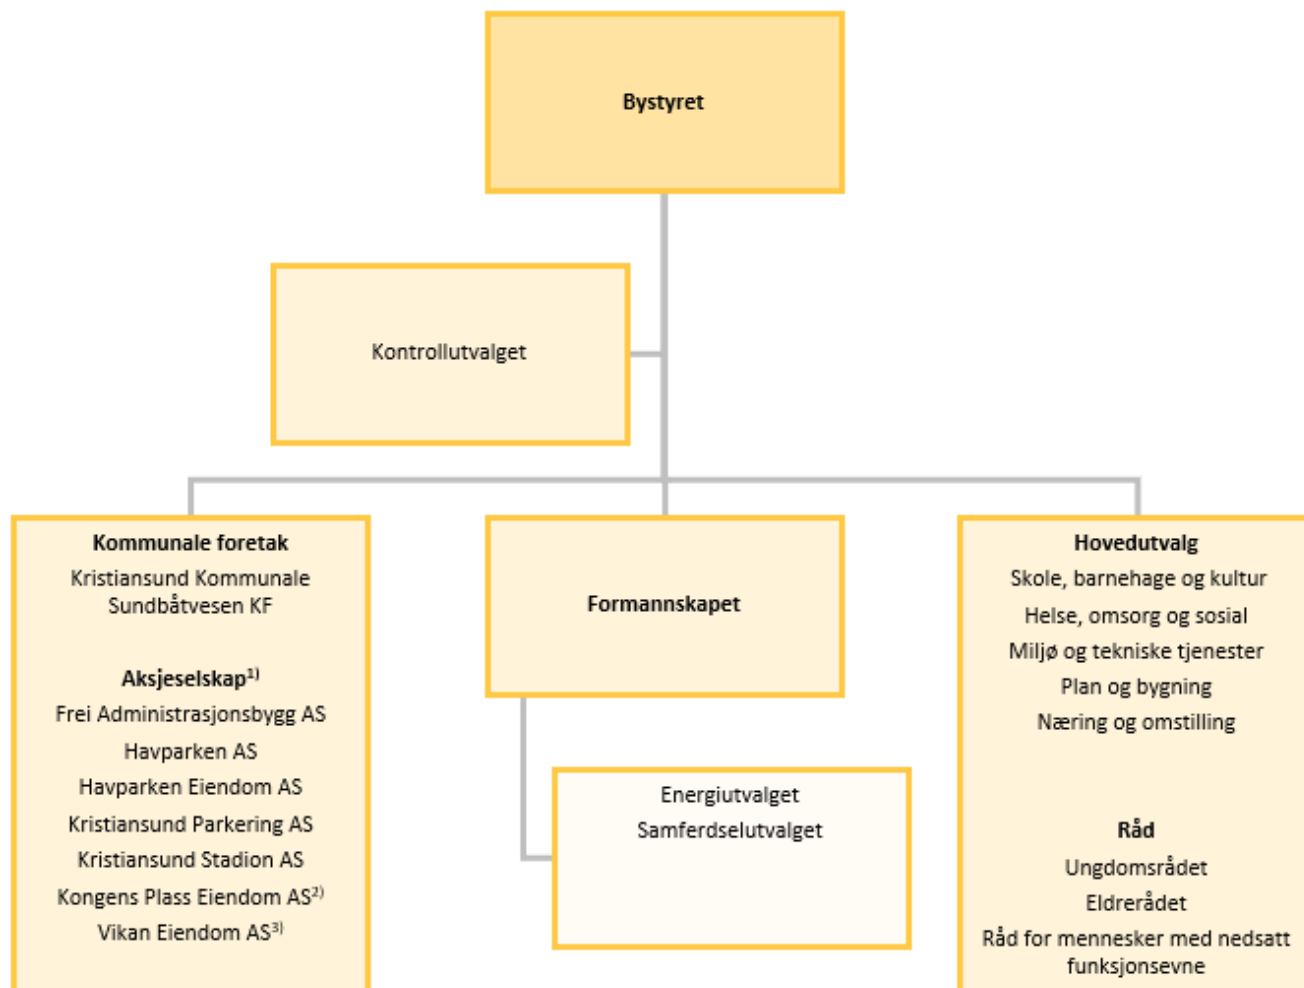 Bystyret
Kontrollutvalget
Kommunale foretak
Kristiansund Kommunale
Sundbåtvesen KF
Aksjeselskap¹⁾
Frei Administrasjonsbygg AS
Havparken AS
Havparken Eiendom AS
Kristiansund Parkering AS
Kristiansund Stadion AS
Kongens Plass Eiendom AS²⁾
Vikan Eiendom AS³⁾
Formannskapet
Energiutvalget
Samferdselutvalget
Hovedutvalg
Skole, barnehage og kultur
Helse, omsorg og sosial
Miljø og tekniske tjenester
Plan og bygning
Næring og omstilling
Råd
Ungdomsrådet
Eldrerådet
Råd for mennesker med nedsatt
funksjonsevne